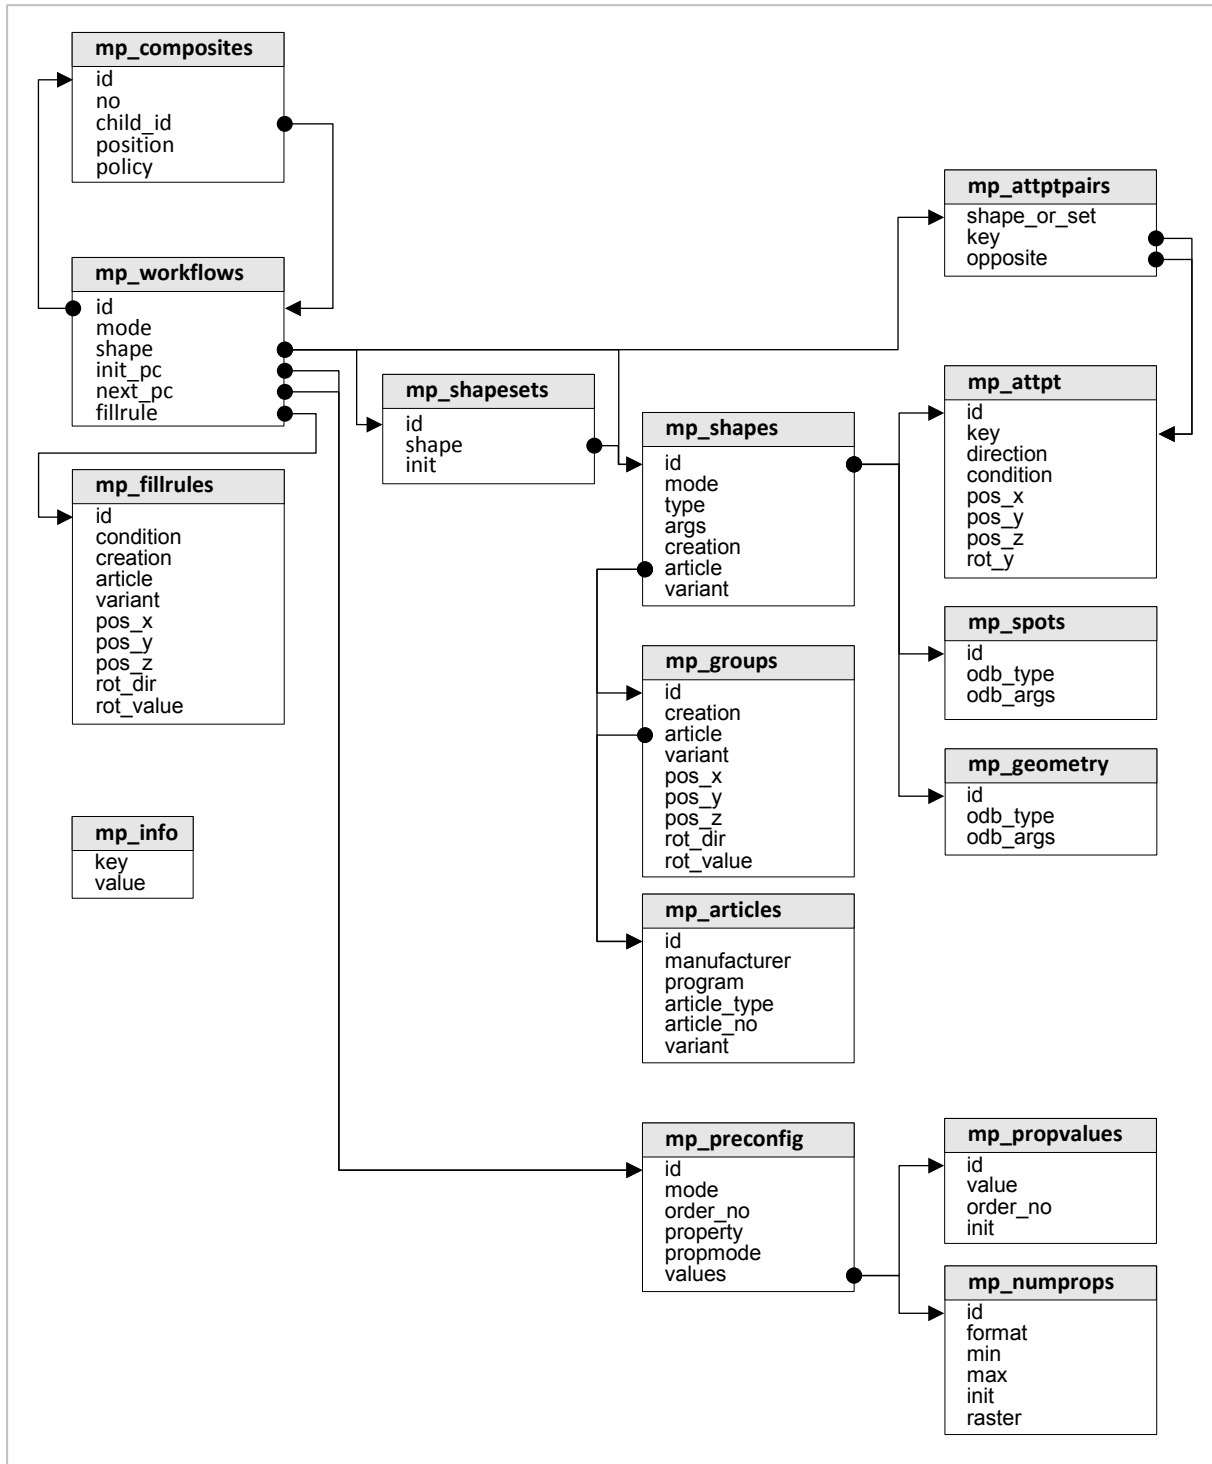 mp_composites
id
no
child_id
position
policy
mp_workflows
id
mode
shape
init_pc
next_pc
fillrule
mp_fillrules
id
condition
creation
article
variant
pos_x
pos_y
pos_z
rot_dir
rot_value
mp_info
key
value
mp_shapesets
id
shape
init
mp_shapes
id
mode
type
args
creation
article
variant
mp_groups
id
creation
article
variant
pos_x
pos_y
pos_z
rot_dir
rot_value
mp_articles
id
manufacturer
program
article_type
article_no
variant
mp_preconfig
id
mode
order_no
property
propmode
values
mp_attptpairs
shape_or_set
key
opposite
mp_attpt
id
key
direction
condition
pos_x
pos_y
pos_z
rot_y
mp_spots
id
odb_type
odb_args
mp_geometry
id
odb_type
odb_args
mp_propvalues
id
value
order_no
init
mp_numprops
id
format
min
max
init
raster